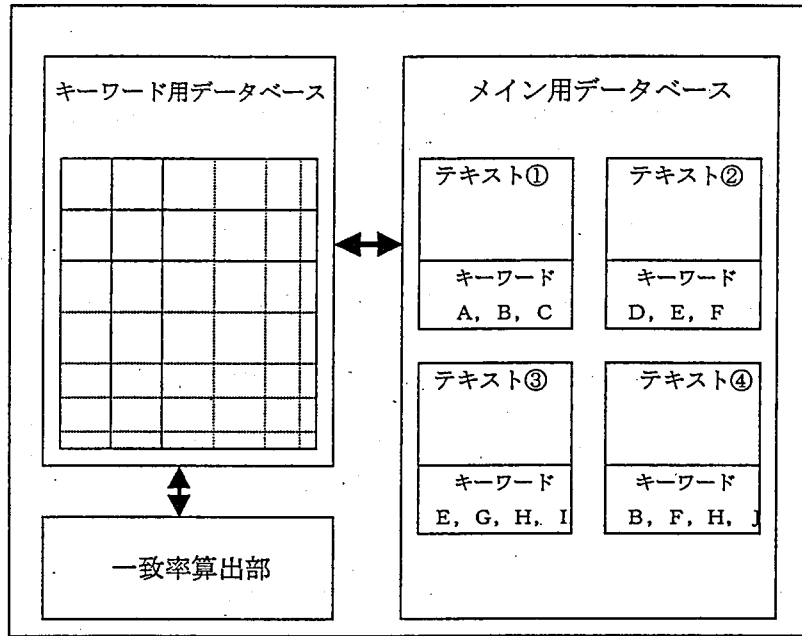 キーワード用データベース
メイン用データベース
テキスト①
キーワード
A, B, C
テキスト②
キーワード
D, E, F
テキスト③
キーワード
E, G, H, I
テキスト④
キーワード
B, F, H, J
一致率算出部